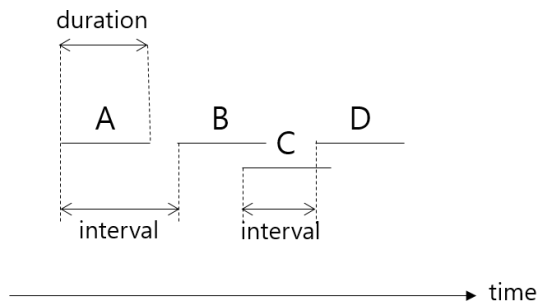 duration
A
B
C
D
interval
interval
time